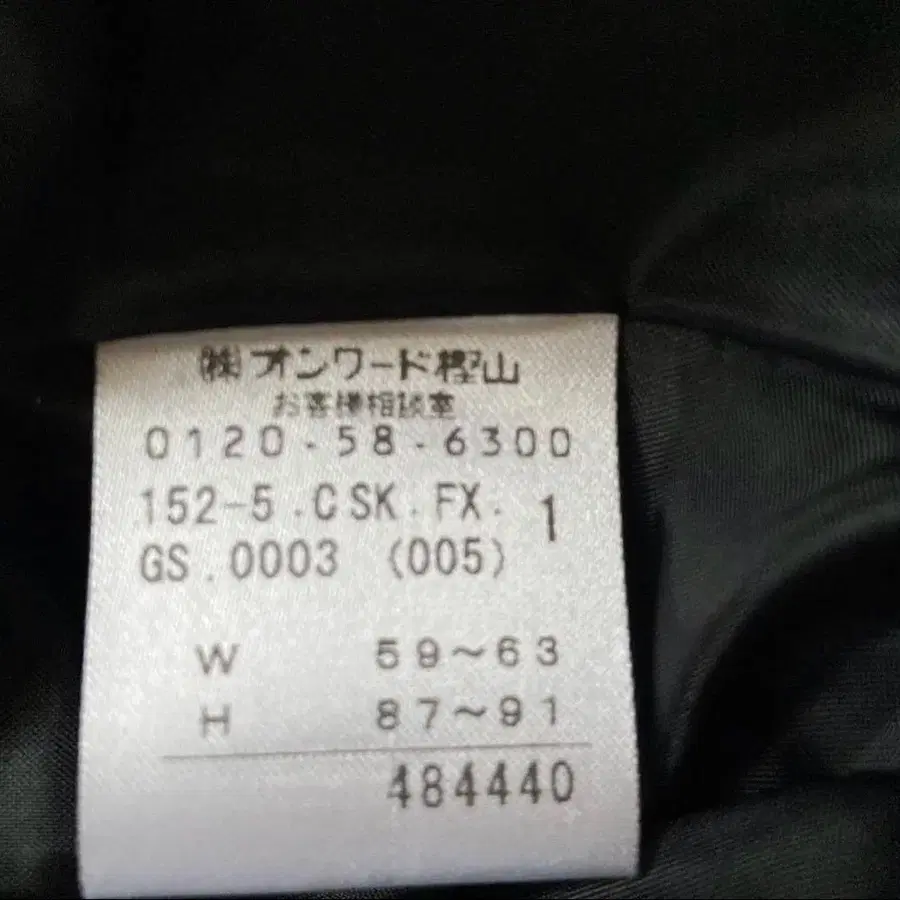 ㈱オンワード樫山
お客様相談室
0120-58-6300
152-5.CSK.FX. 1
GS.0003 (005)
W 59～63
H 87～91
484440